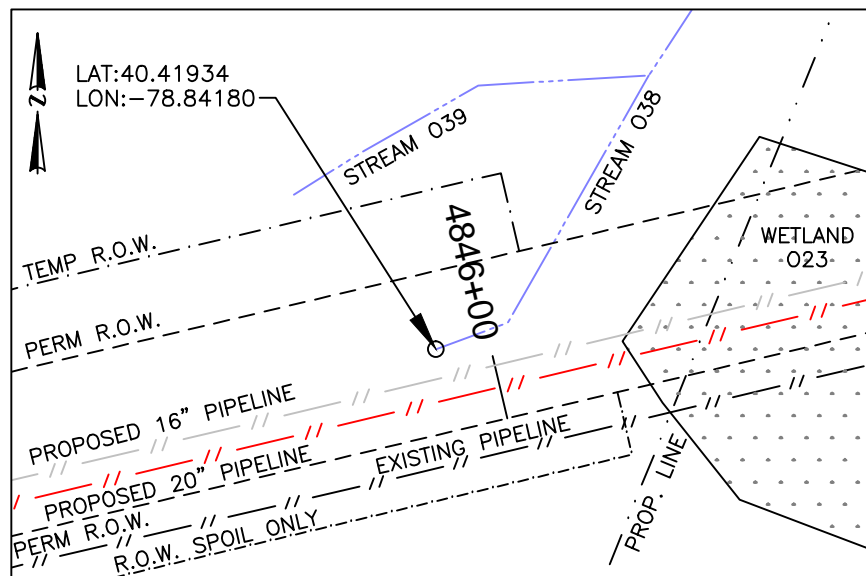 LAT:40.41934
LON:-78.84180
N
STREAM 039
STREAM 038
TEMP R.O.W.
4846+00
WETLAND
023
PERM R.O.W.
PROPOSED 16" PIPELINE
PROPOSED 20" PIPELINE
EXISTING PIPELINE
PERM R.O.W.
R.O.W. SPOIL ONLY
PROP. LINE